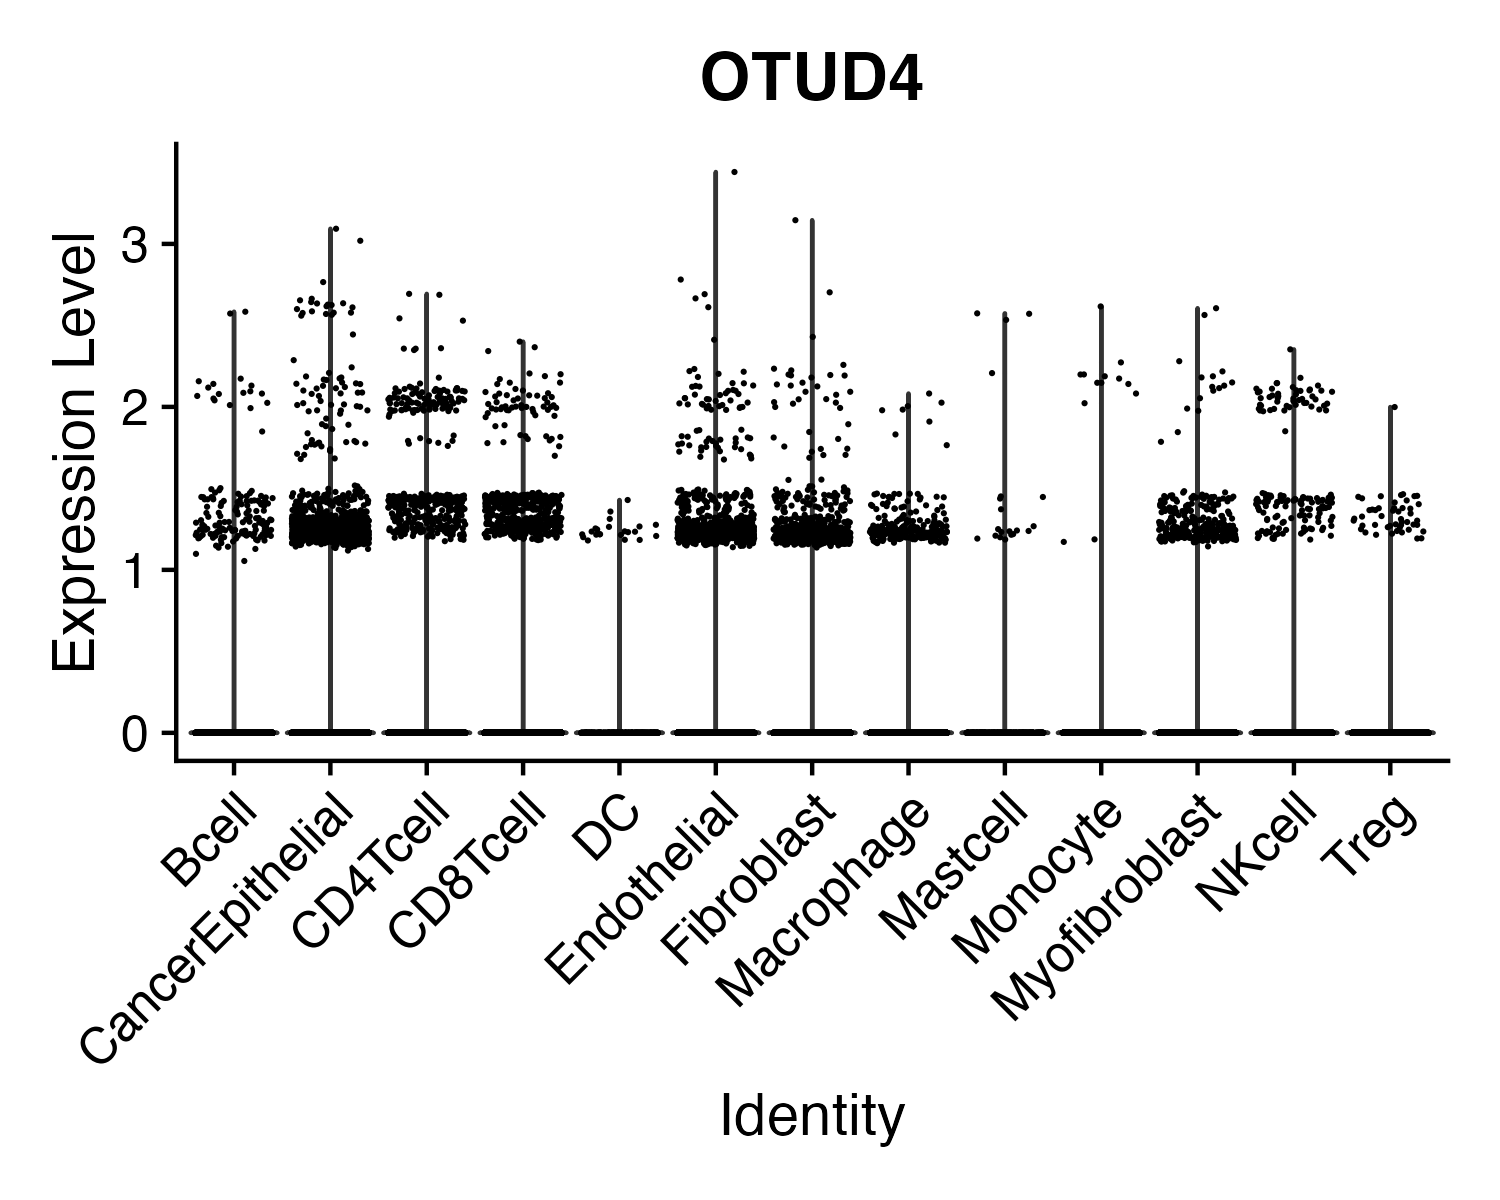 OTUD4
Expression Level
3
2
1
0
Bcell
CancerEpithelial
CD4Tcell
CD8Tcell
DC
Endothelial
Fibroblast
Macrophage
Mastcell
Monocyte
Myofibroblast
NKcell
Treg
Identity